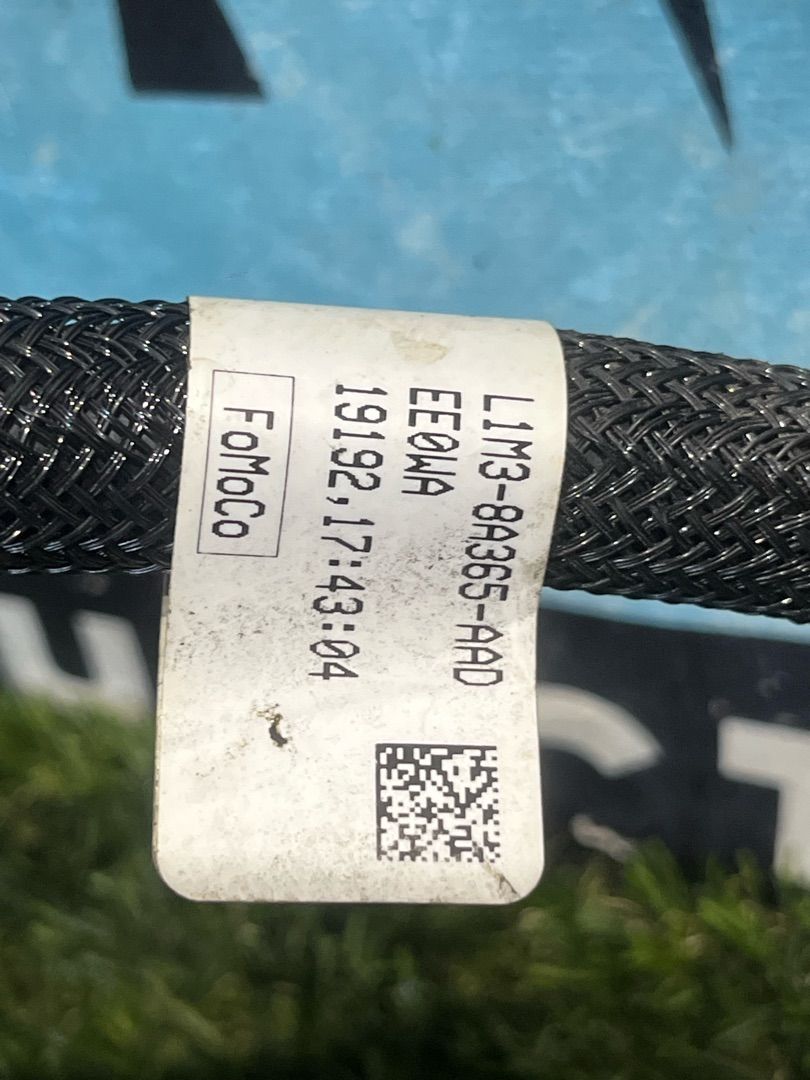 L1M3-8A365-AAD
EE0WA
19192,17:43:04
FoMoCo